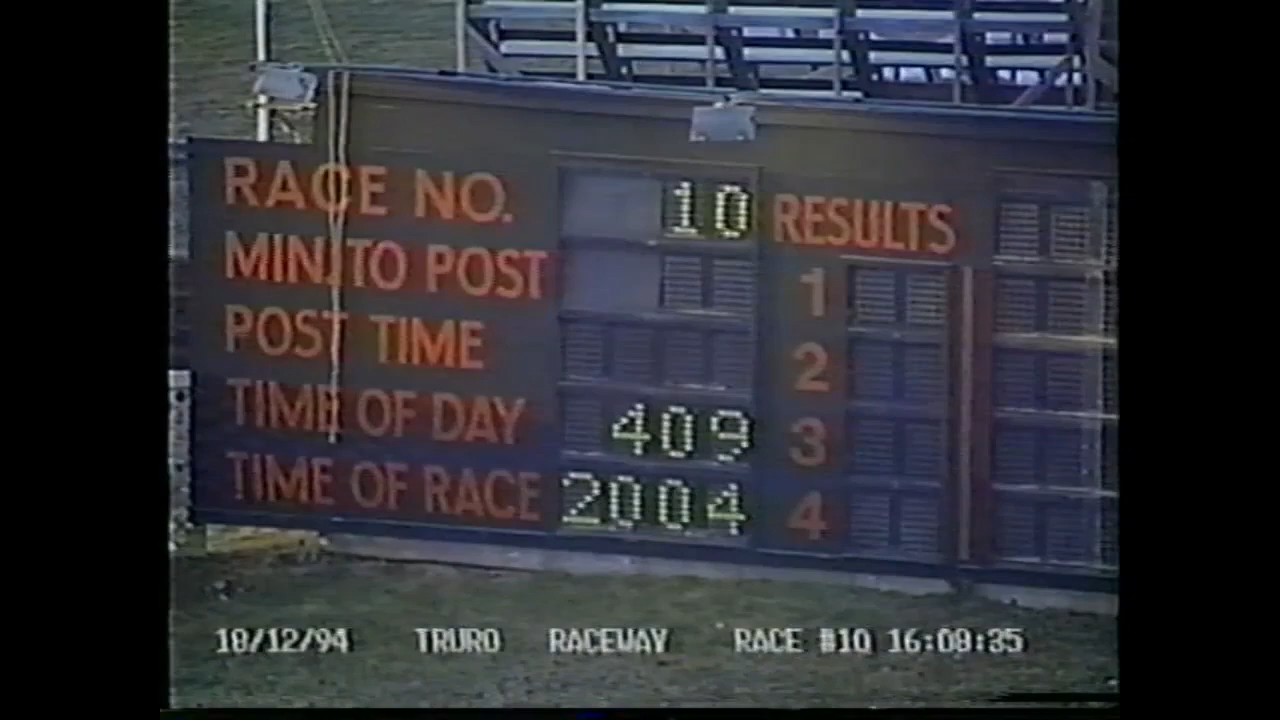 RACE NO. 10
MIN. TO POST
POST TIME
TIME OF DAY 409
TIME OF RACE 2004
RESULTS
1
2
3
4
18/12/94 TRURO RACEWAY RACE #10 16:09:35